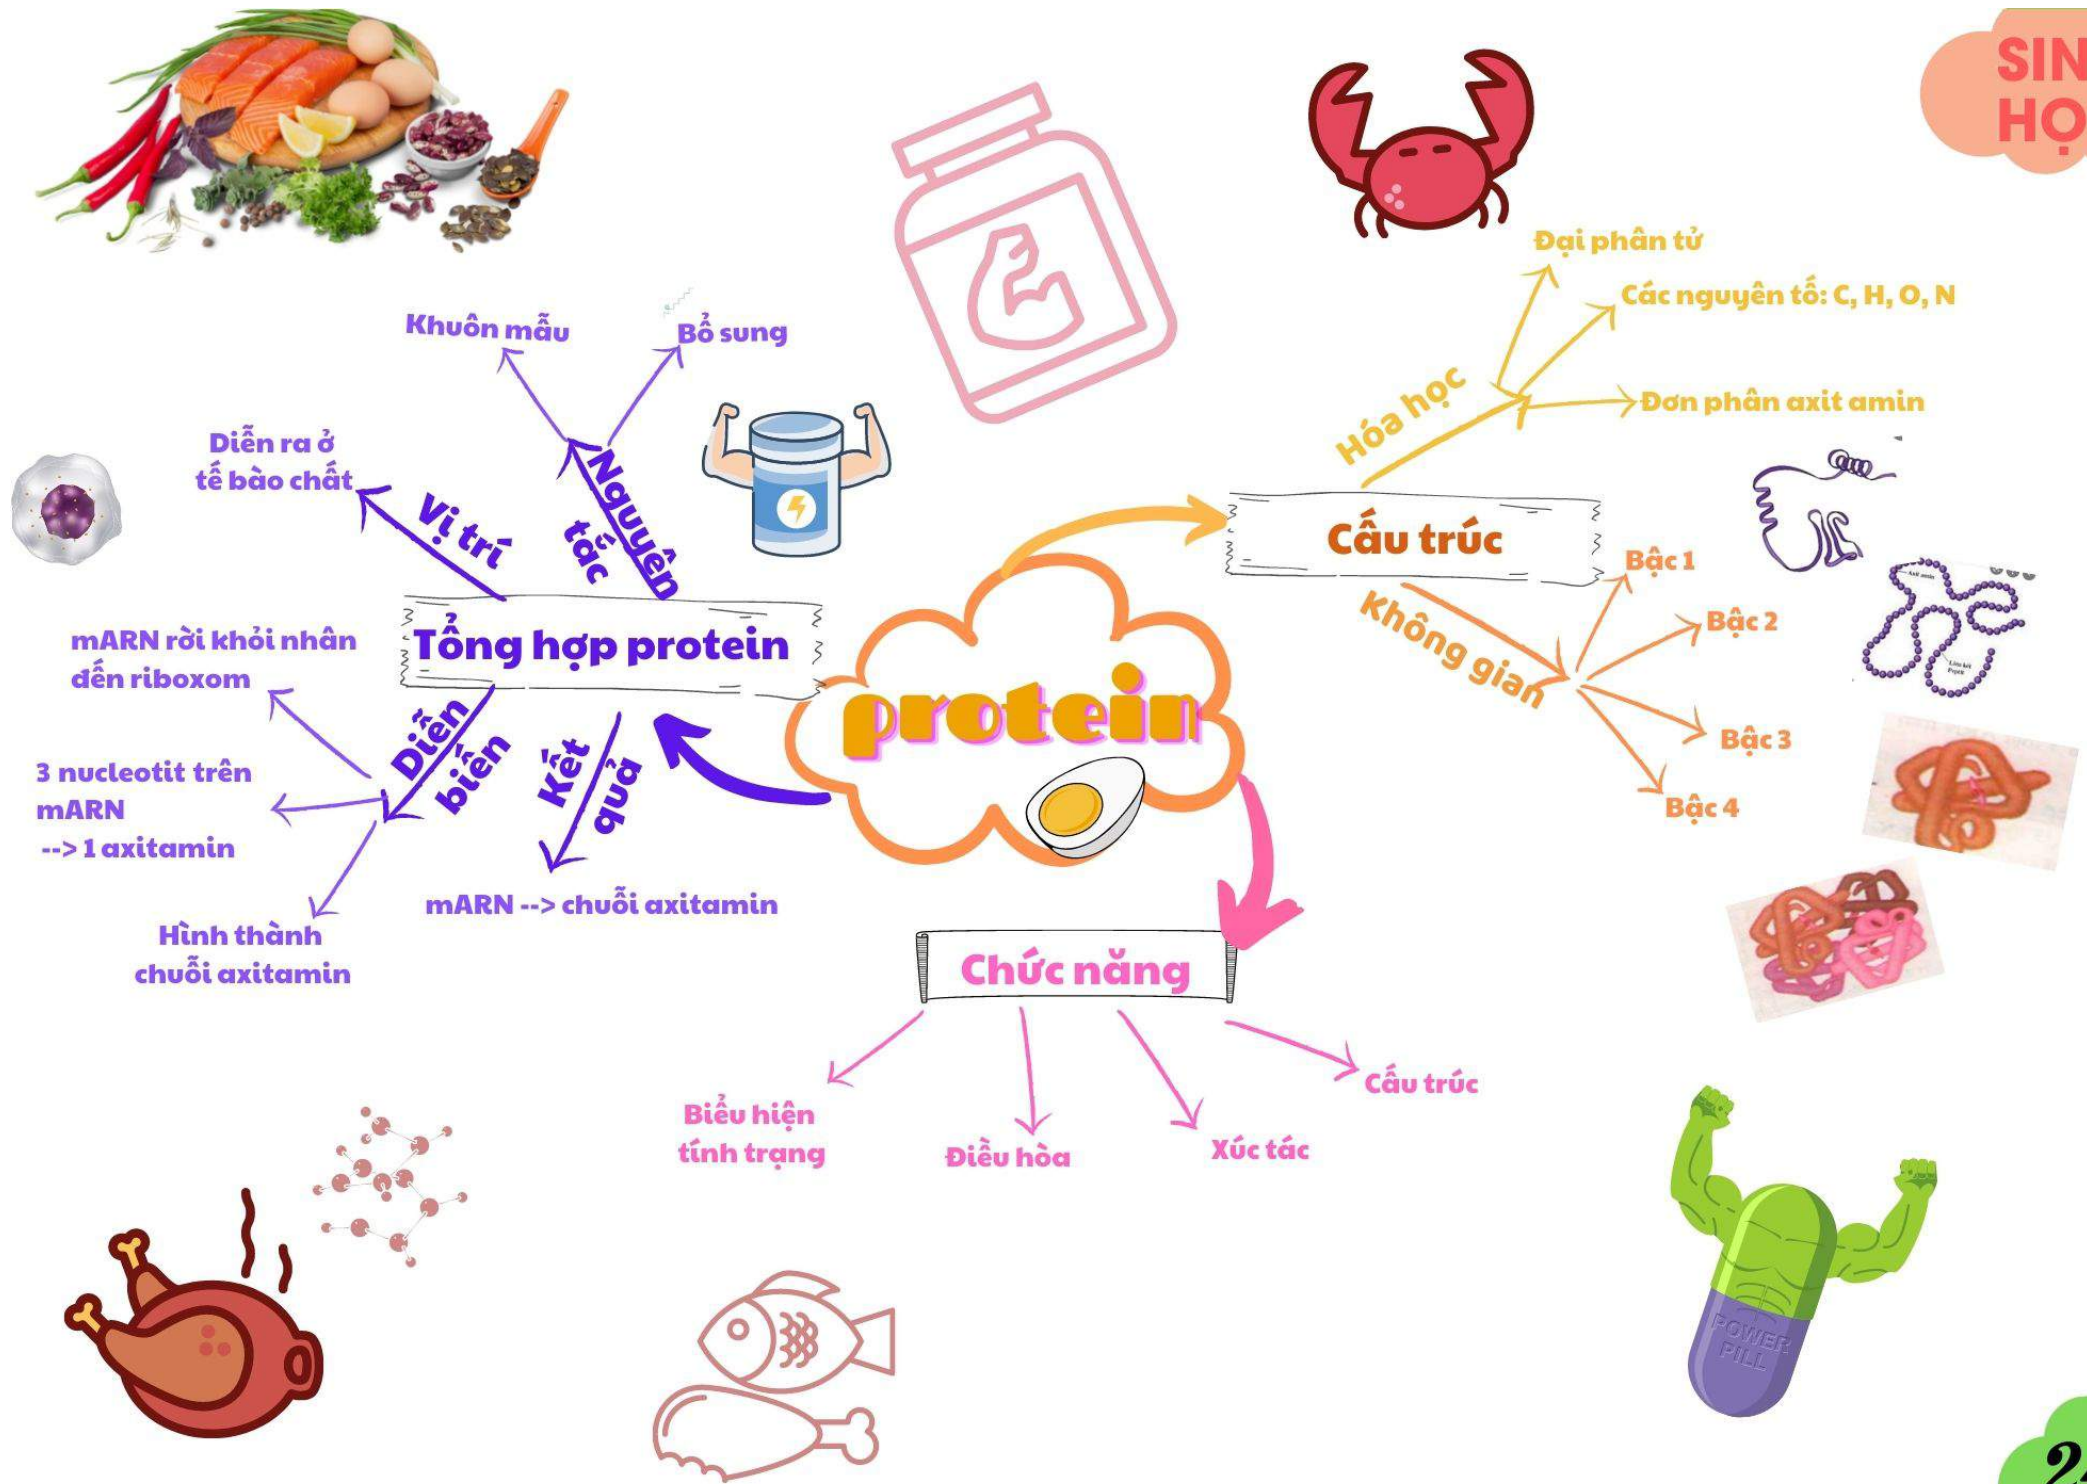 SIN
HỌ
protein
Cấu trúc
Hóa học
Đại phân tử
Các nguyên tố: C, H, O, N
Đơn phân axit amin
Không gian
Bậc 1
Bậc 2
Bậc 3
Bậc 4
Chức năng
Cấu trúc
Xúc tác
Điều hòa
Biểu hiện
tính trạng
Tổng hợp protein
Nguyên
tắc
Khuôn mẫu
Bổ sung
Vị trí
Diễn ra ở
tế bào chất
Diễn
biến
mARN rời khỏi nhân
đến riboxom
3 nucleotit trên
mARN
--> 1 axitamin
Hình thành
chuỗi axitamin
Kết
quả
mARN --> chuỗi axitamin
POWER
PILL